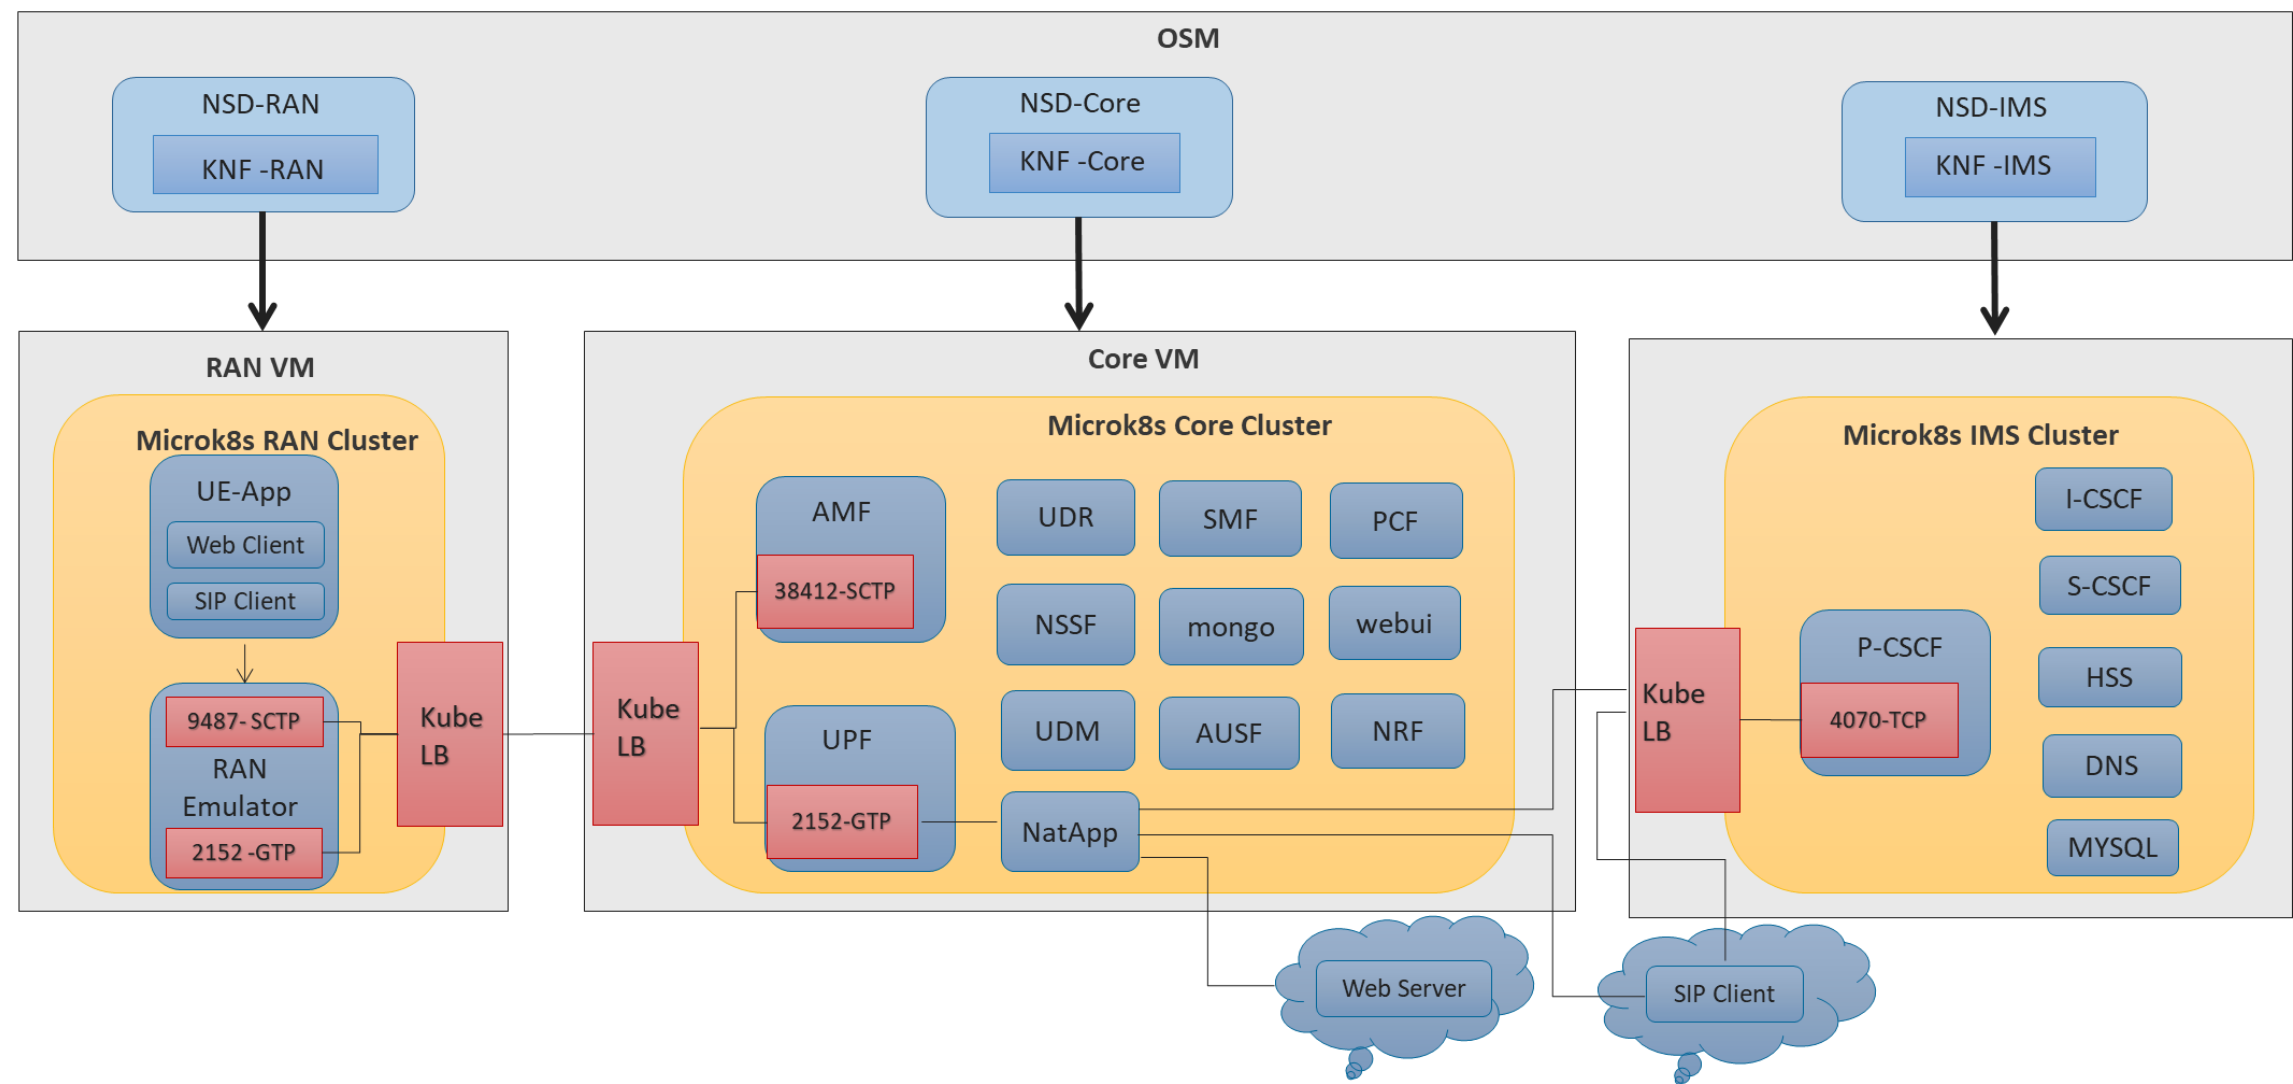 OSM
NSD-RAN
KNF -RAN
NSD-Core
KNF -Core
NSD-IMS
KNF -IMS
RAN VM
Microk8s RAN Cluster
UE-App
Web Client
SIP Client
9487- SCTP
RAN
Emulator
2152 -GTP
Kube
LB
Core VM
Microk8s Core Cluster
Kube
LB
AMF
38412-SCTP
UPF
2152-GTP
UDR
SMF
PCF
NSSF
mongo
webui
UDM
AUSF
NRF
NatApp
Microk8s IMS Cluster
Kube
LB
P-CSCF
4070-TCP
I-CSCF
S-CSCF
HSS
DNS
MYSQL
Web Server
SIP Client